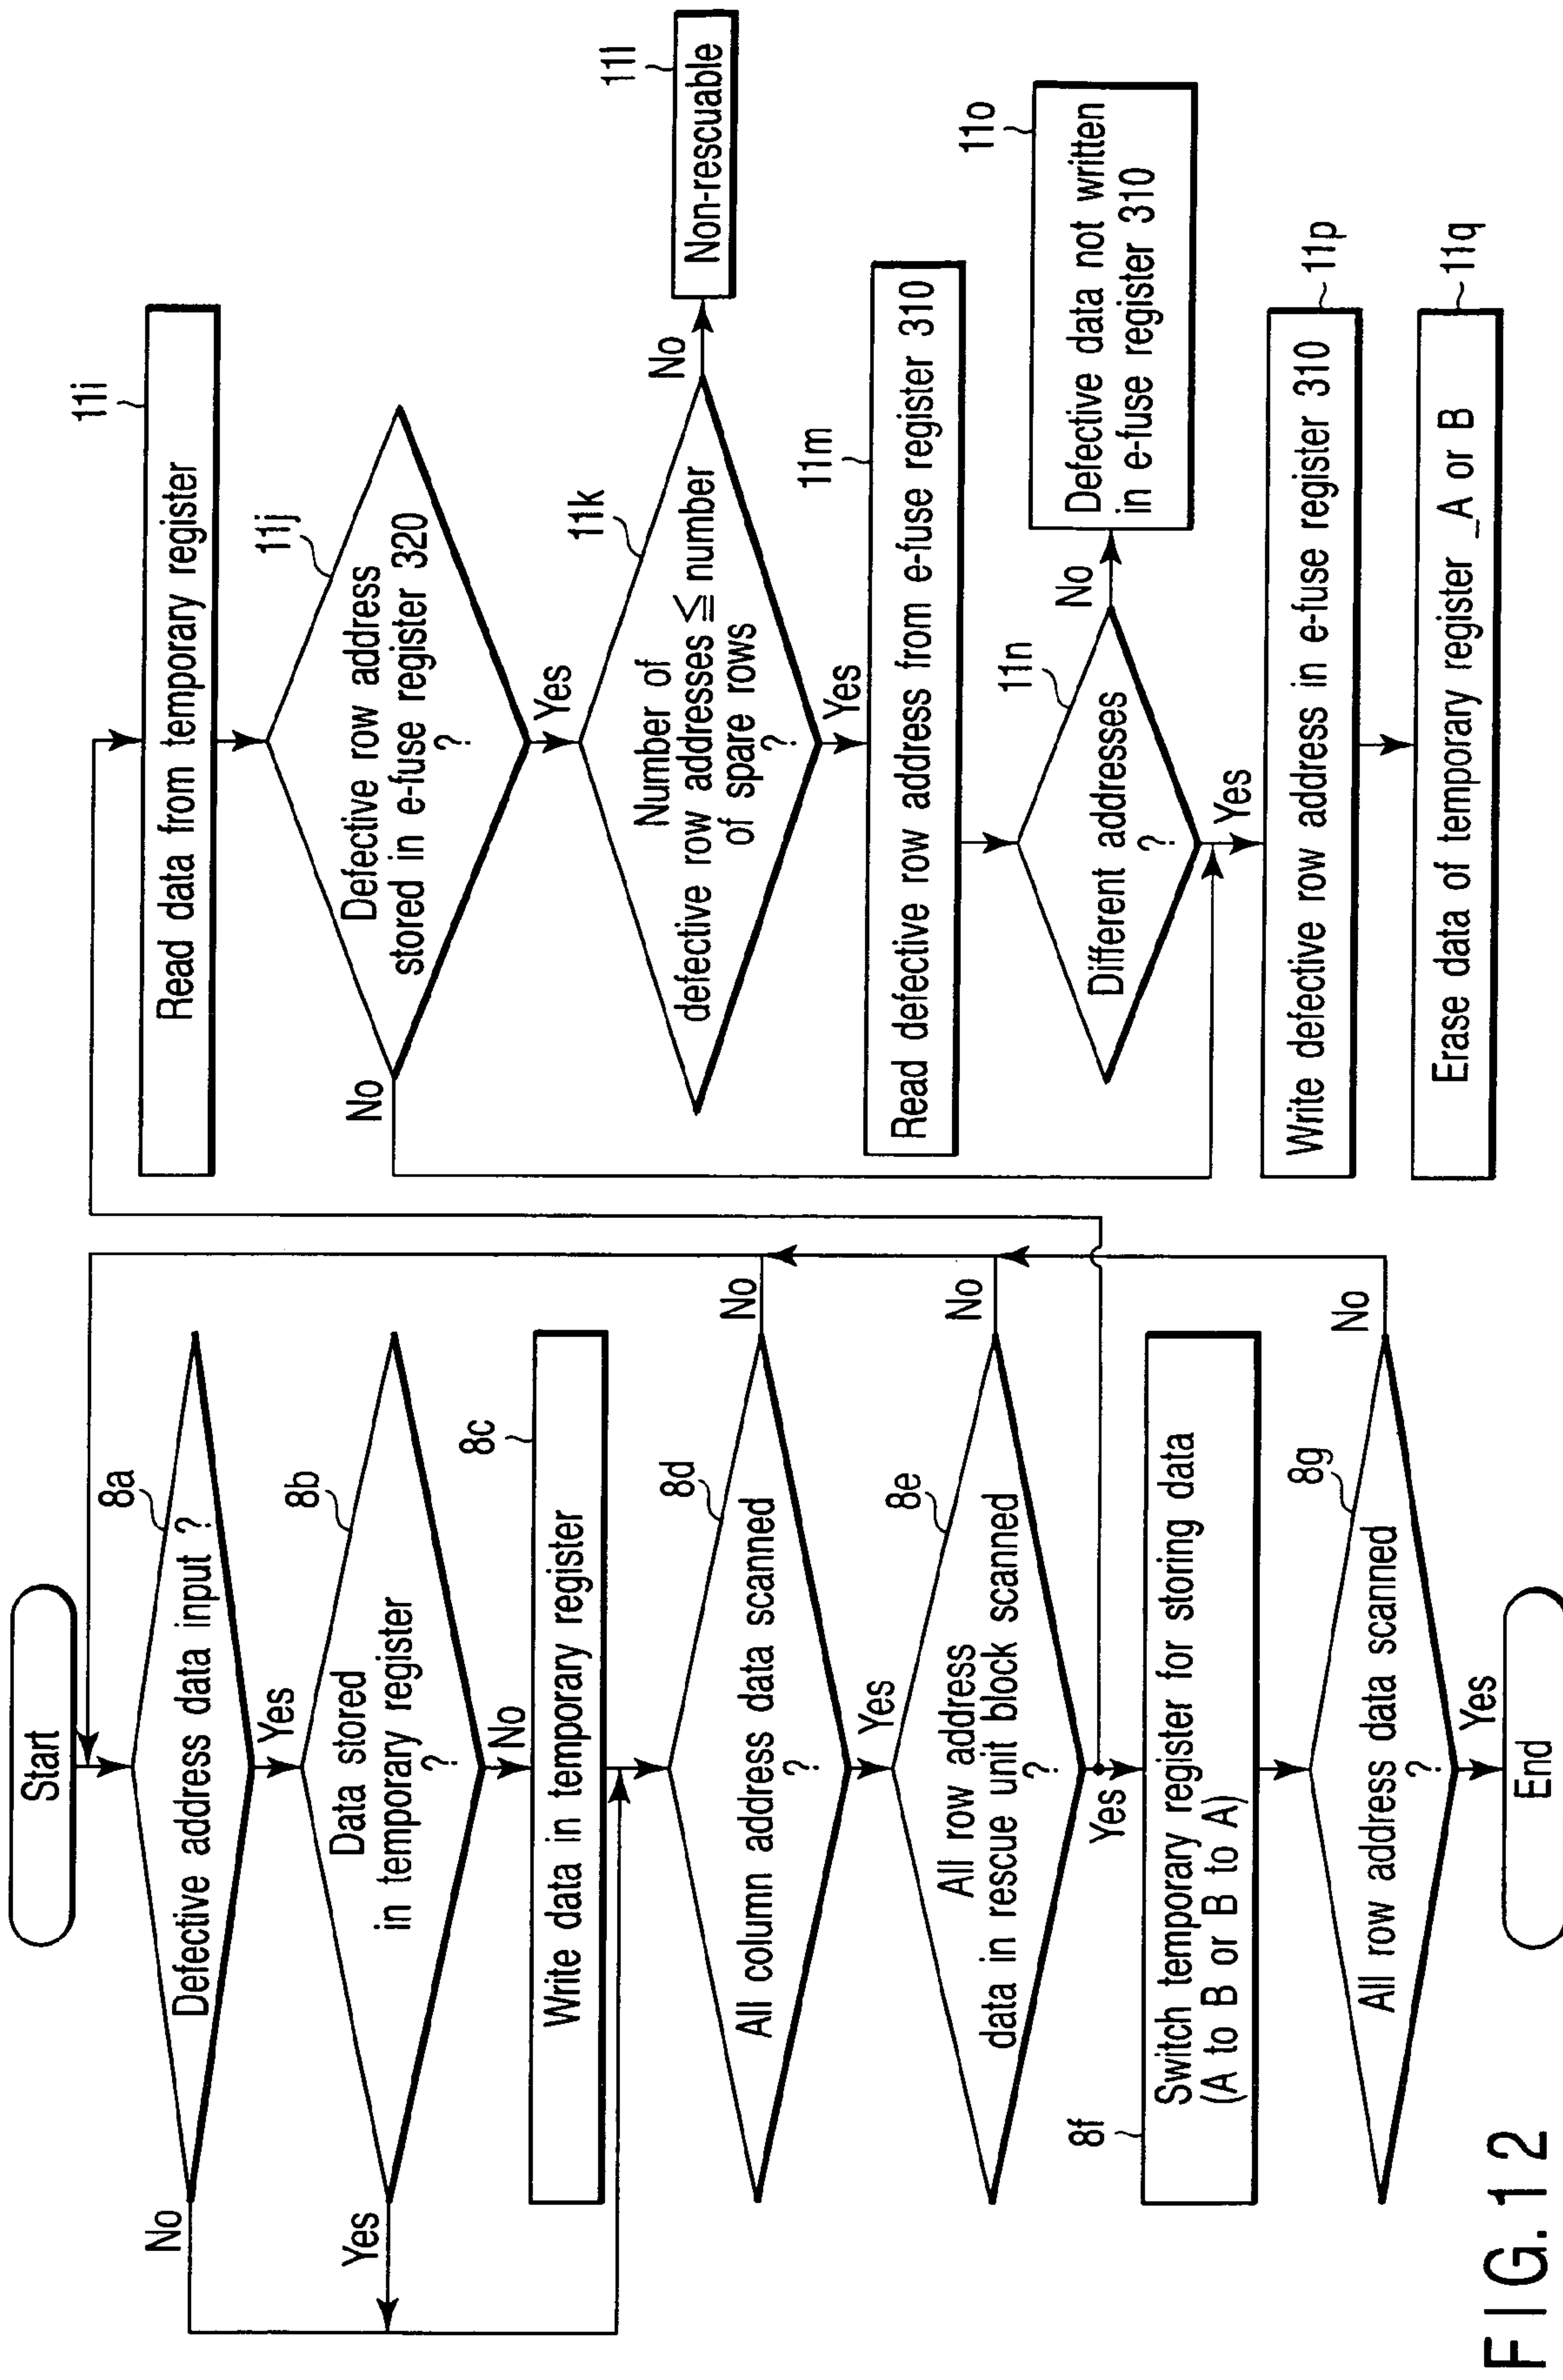 Start
8a
Defective address data input ?
No
Yes
8b
Data stored
in temporary register
?
Yes
No
8c
Write data in temporary register
8d
All column address data scanned
?
No
Yes
8e
All row address
data in rescue unit block scanned
?
No
Yes
8f
Switch temporary register for storing data
(A to B or B to A)
8g
All row address data scanned
?
No
Yes
End
11i
Read data from temporary register
11j
Defective row address
stored in e-fuse register 320
?
No
Yes
11k
Number of
defective row addresses ≦ number
of spare rows
?
No
11l
Non-rescuable
Yes
11m
Read defective row address from e-fuse register 310
11n
Different addresses
?
No
11o
Defective data not written
in e-fuse register 310
Yes
11p
Write defective row address in e-fuse register 310
11q
Erase data of temporary register _A or B
FIG.12